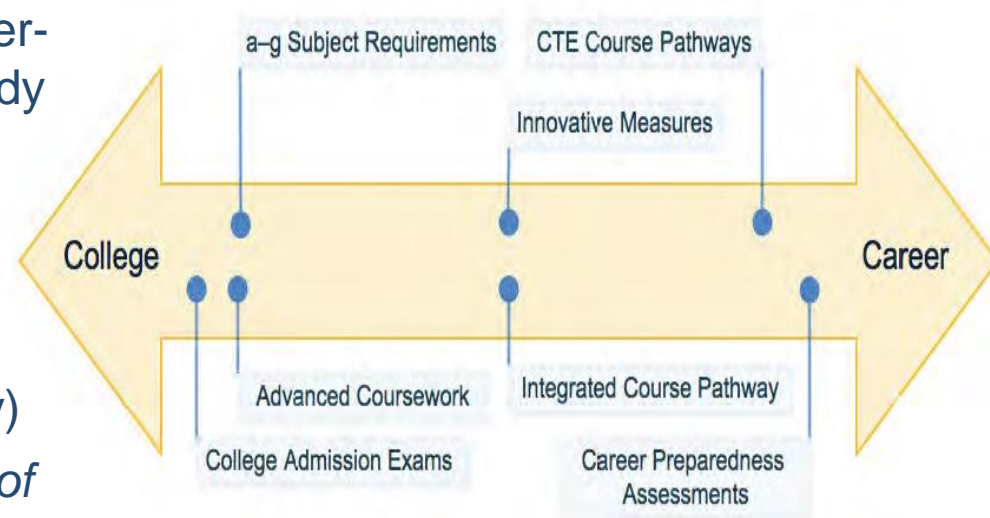 er-
dy
)
of
a–g Subject Requirements
CTE Course Pathways
Innovative Measures
College
Career
Advanced Coursework
Integrated Course Pathway
College Admission Exams
Career Preparedness
Assessments